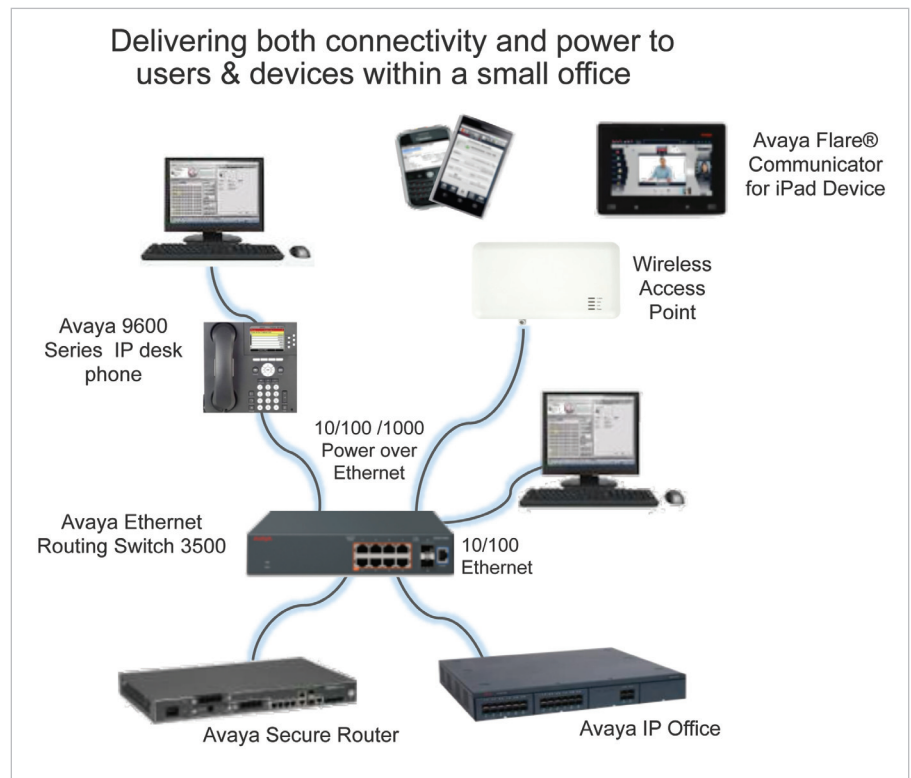 Delivering both connectivity and power to
users & devices within a small office
Avaya Flare®
Communicator
for iPad Device
Wireless
Access
Point
Avaya 9600
Series IP desk
phone
10/100 /1000
Power over
Ethernet
Avaya Ethernet
Routing Switch 3500
10/100
Ethernet
Avaya Secure Router
Avaya IP Office